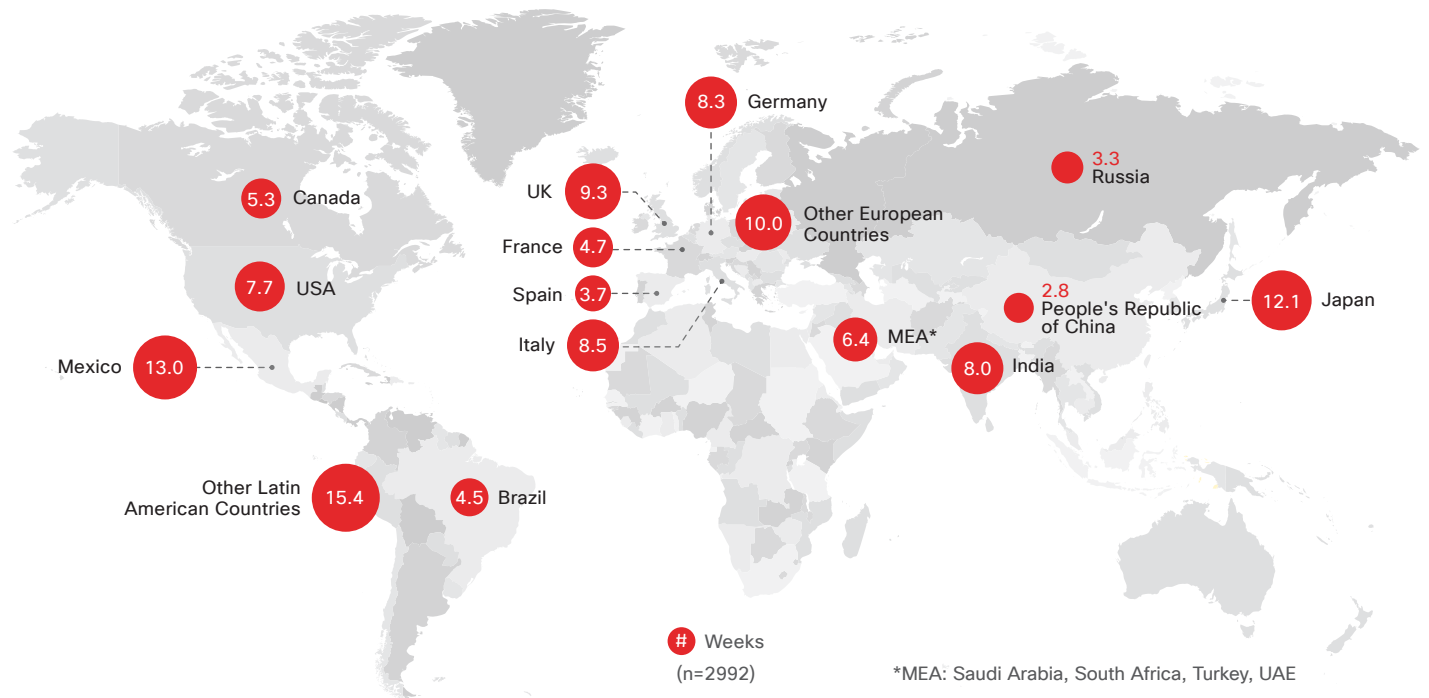 8.3 Germany
UK 9.3
5.3 Canada
3.3
Russia
10.0 Other European
Countries
France 4.7
7.7 USA
Spain 3.7
2.8
People's Republic
of China
12.1 Japan
Italy 8.5
6.4 MEA*
Mexico 13.0
8.0 India
Other Latin
American Countries
15.4
4.5 Brazil
# Weeks
(n=2992)
*MEA: Saudi Arabia, South Africa, Turkey, UAE